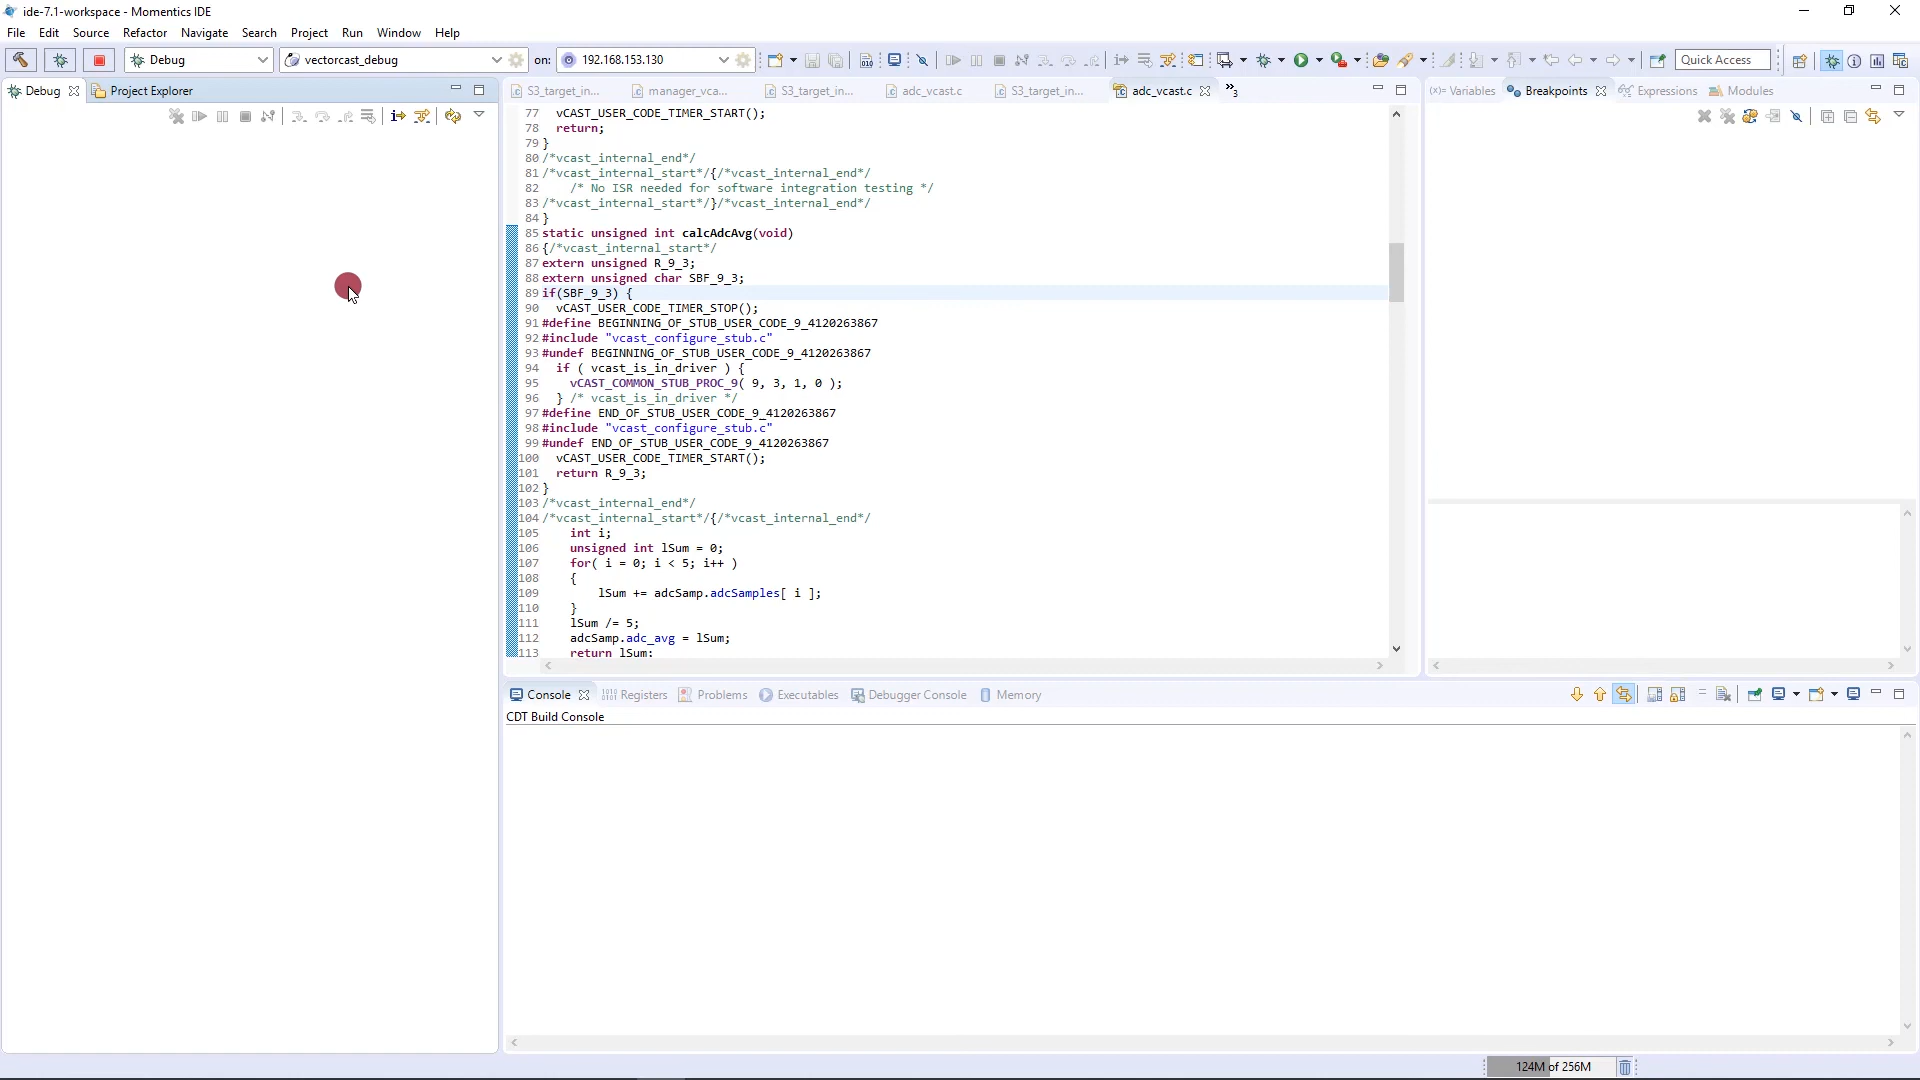 ide-7.1-workspace - Momentics IDE
File Edit Source Refactor Navigate Search Project Run Window Help
Debug vectorcast_debug on: 192.168.153.130 Quick Access
Debug Project Explorer
S3_target_in... manager_vca... S3_target_in... adc_vcast.c S3_target_in... adc_vcast.c »3
(x)= Variables Breakpoints Expressions Modules
77 vCAST_USER_CODE_TIMER_START();
78 return;
79 }
80 /*vcast_internal_end*/
81 /*vcast_internal_start*/{/*vcast_internal_end*/
82 /* No ISR needed for software integration testing */
83 /*vcast_internal_start*/}/*vcast_internal_end*/
84 }
85 static unsigned int calcAdcAvg(void)
86 {/*vcast_internal_start*/
87 extern unsigned R_9_3;
88 extern unsigned char SBF_9_3;
89 if(SBF_9_3) {
90 vCAST_USER_CODE_TIMER_STOP();
91 #define BEGINNING_OF_STUB_USER_CODE_9_4120263867
92 #include "vcast_configure_stub.c"
93 #undef BEGINNING_OF_STUB_USER_CODE_9_4120263867
94 if ( vcast_is_in_driver ) {
95 vCAST_COMMON_STUB_PROC_9( 9, 3, 1, 0 );
96 } /* vcast_is_in_driver */
97 #define END_OF_STUB_USER_CODE_9_4120263867
98 #include "vcast_configure_stub.c"
99 #undef END_OF_STUB_USER_CODE_9_4120263867
100 vCAST_USER_CODE_TIMER_START();
101 return R_9_3;
102 }
103 /*vcast_internal_end*/
104 /*vcast_internal_start*/{/*vcast_internal_end*/
105 int i;
106 unsigned int lSum = 0;
107 for( i = 0; i < 5; i++ )
108 {
109 lSum += adcSamp.adcSamples[ i ];
110 }
111 lSum /= 5;
112 adcSamp.adc_avg = lSum;
113 return lSum;
Console Registers Problems Executables Debugger Console Memory
CDT Build Console
124M of 256M